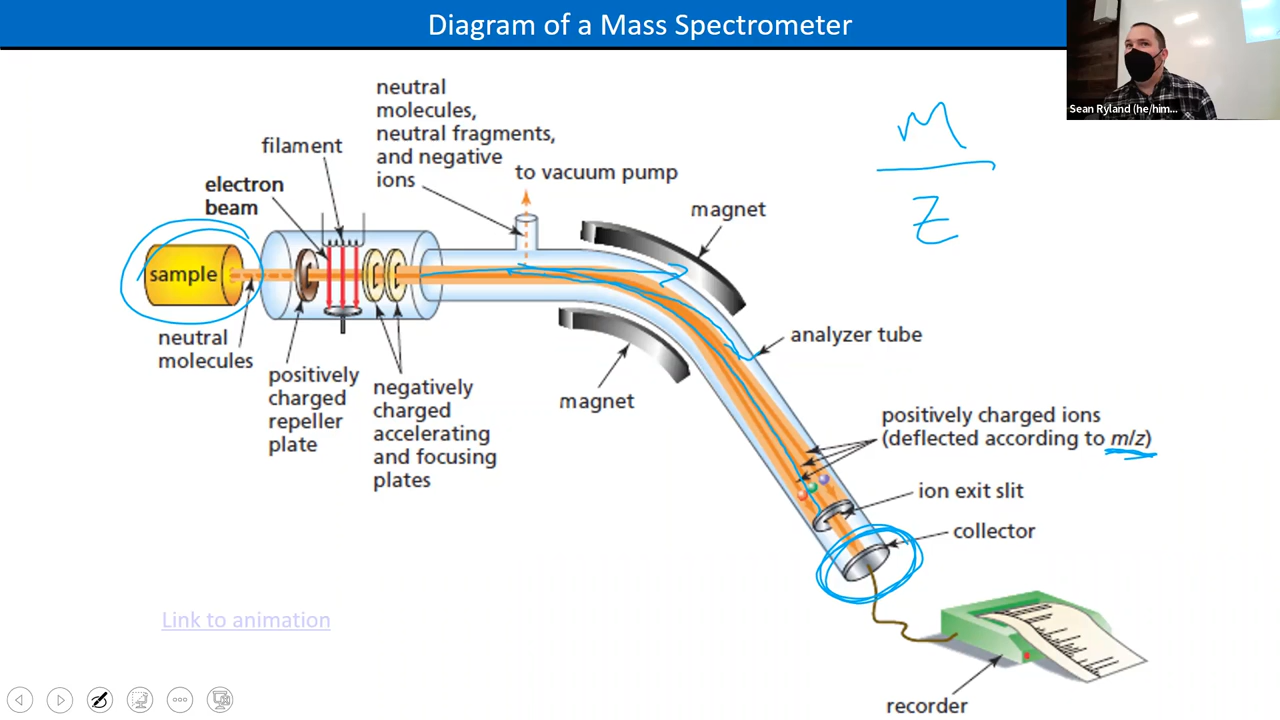 Diagram of a Mass Spectrometer
Sean Ryland (he/him...
neutral
molecules,
neutral fragments,
and negative
ions
to vacuum pump
filament
electron
beam
magnet
m
z
sample
neutral
molecules
positively
charged
repeller
plate
negatively
charged
accelerating
and focusing
plates
magnet
analyzer tube
positively charged ions
(deflected according to m/z)
ion exit slit
collector
Link to animation
recorder